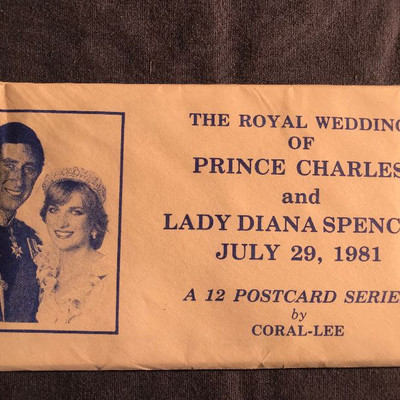 THE ROYAL WEDDING
OF
PRINCE CHARLES
and
LADY DIANA SPENC
JULY 29, 1981
A 12 POSTCARD SERIE
by
CORAL-LEE